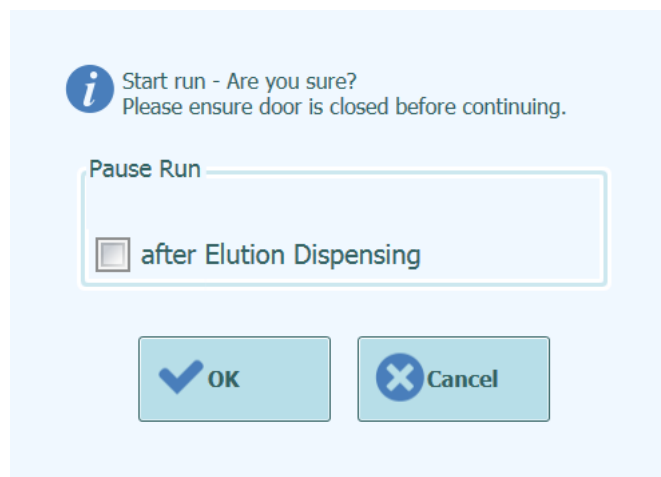 Start run - Are you sure?
Please ensure door is closed before continuing.
Pause Run
after Elution Dispensing
OK
Cancel